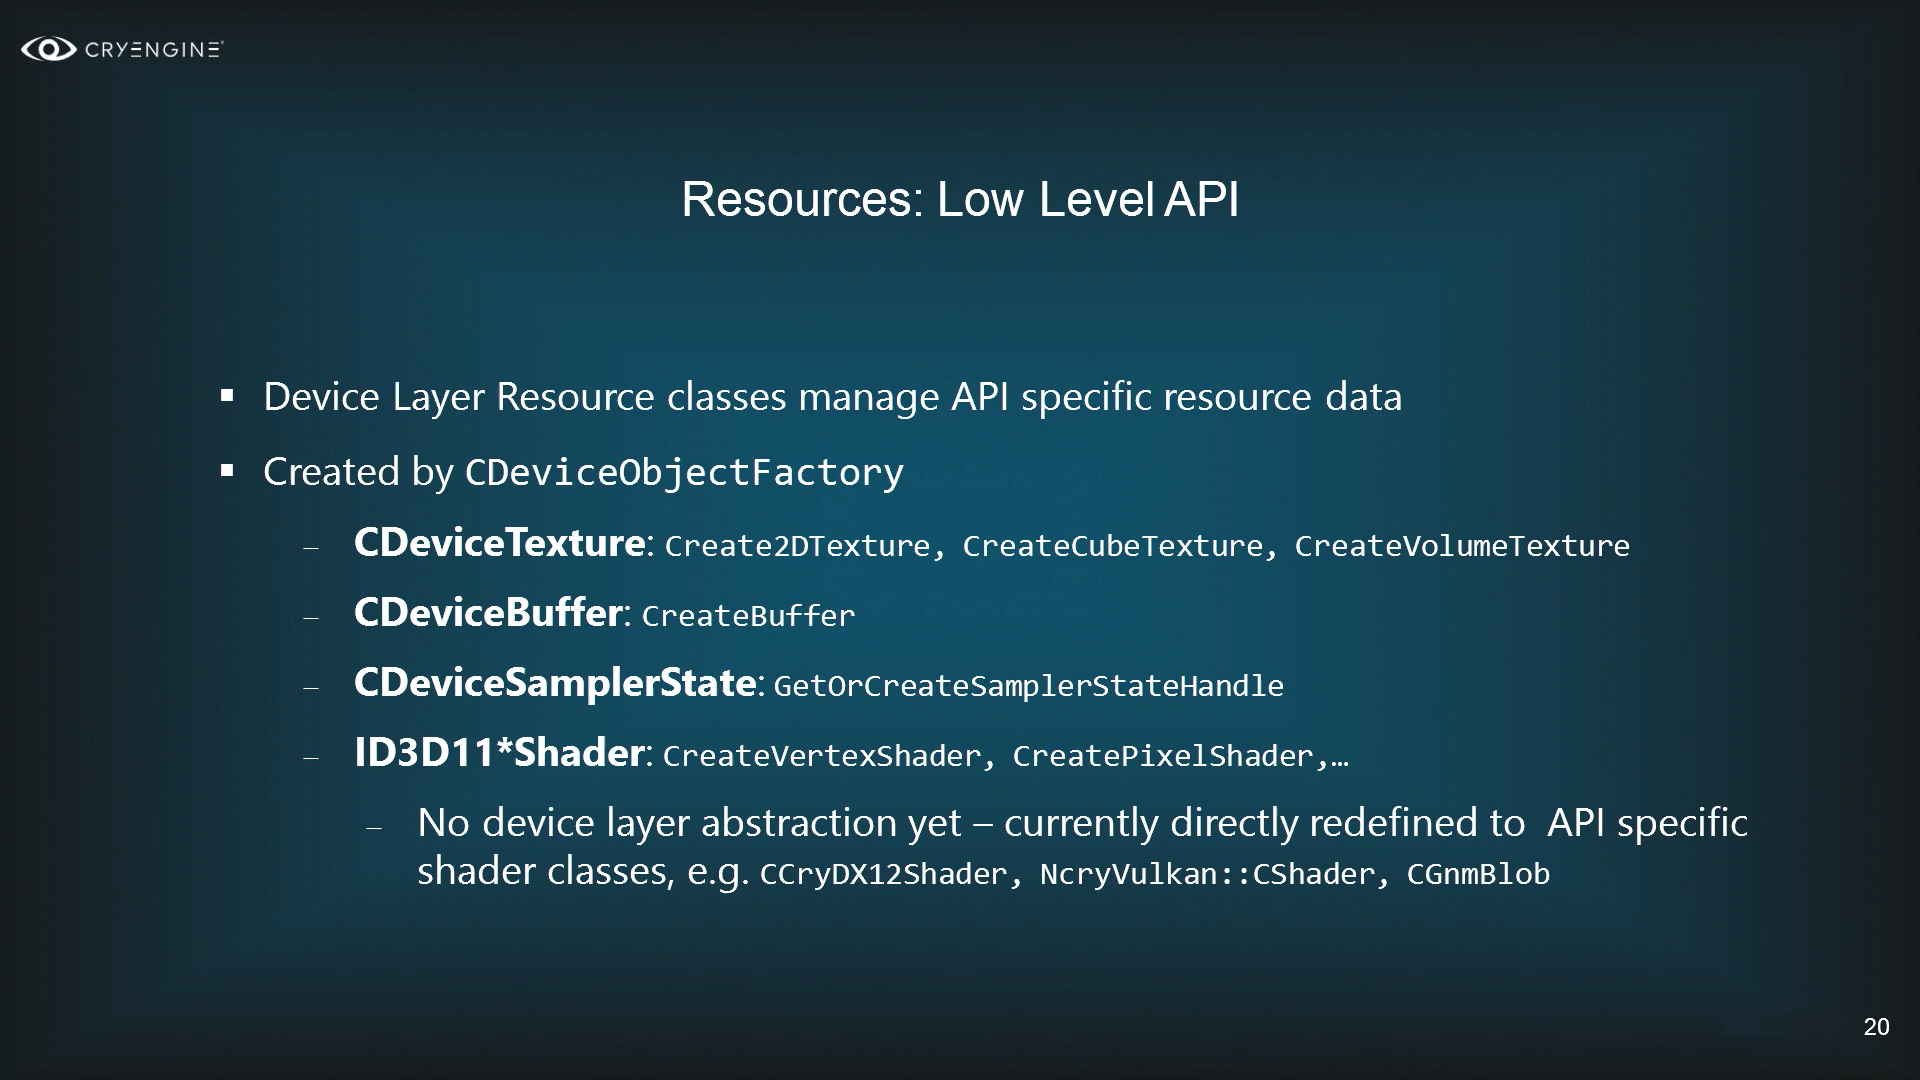 CRYENGINE
Resources: Low Level API
▪ Device Layer Resource classes manage API specific resource data
▪ Created by CDeviceObjectFactory
– CDeviceTexture: Create2DTexture, CreateCubeTexture, CreateVolumeTexture
– CDeviceBuffer: CreateBuffer
– CDeviceSamplerState: GetOrCreateSamplerStateHandle
– ID3D11*Shader: CreateVertexShader, CreatePixelShader,…
– No device layer abstraction yet – currently directly redefined to API specific
shader classes, e.g. CCryDX12Shader, NcryVulkan::CShader, CGnmBlob
20